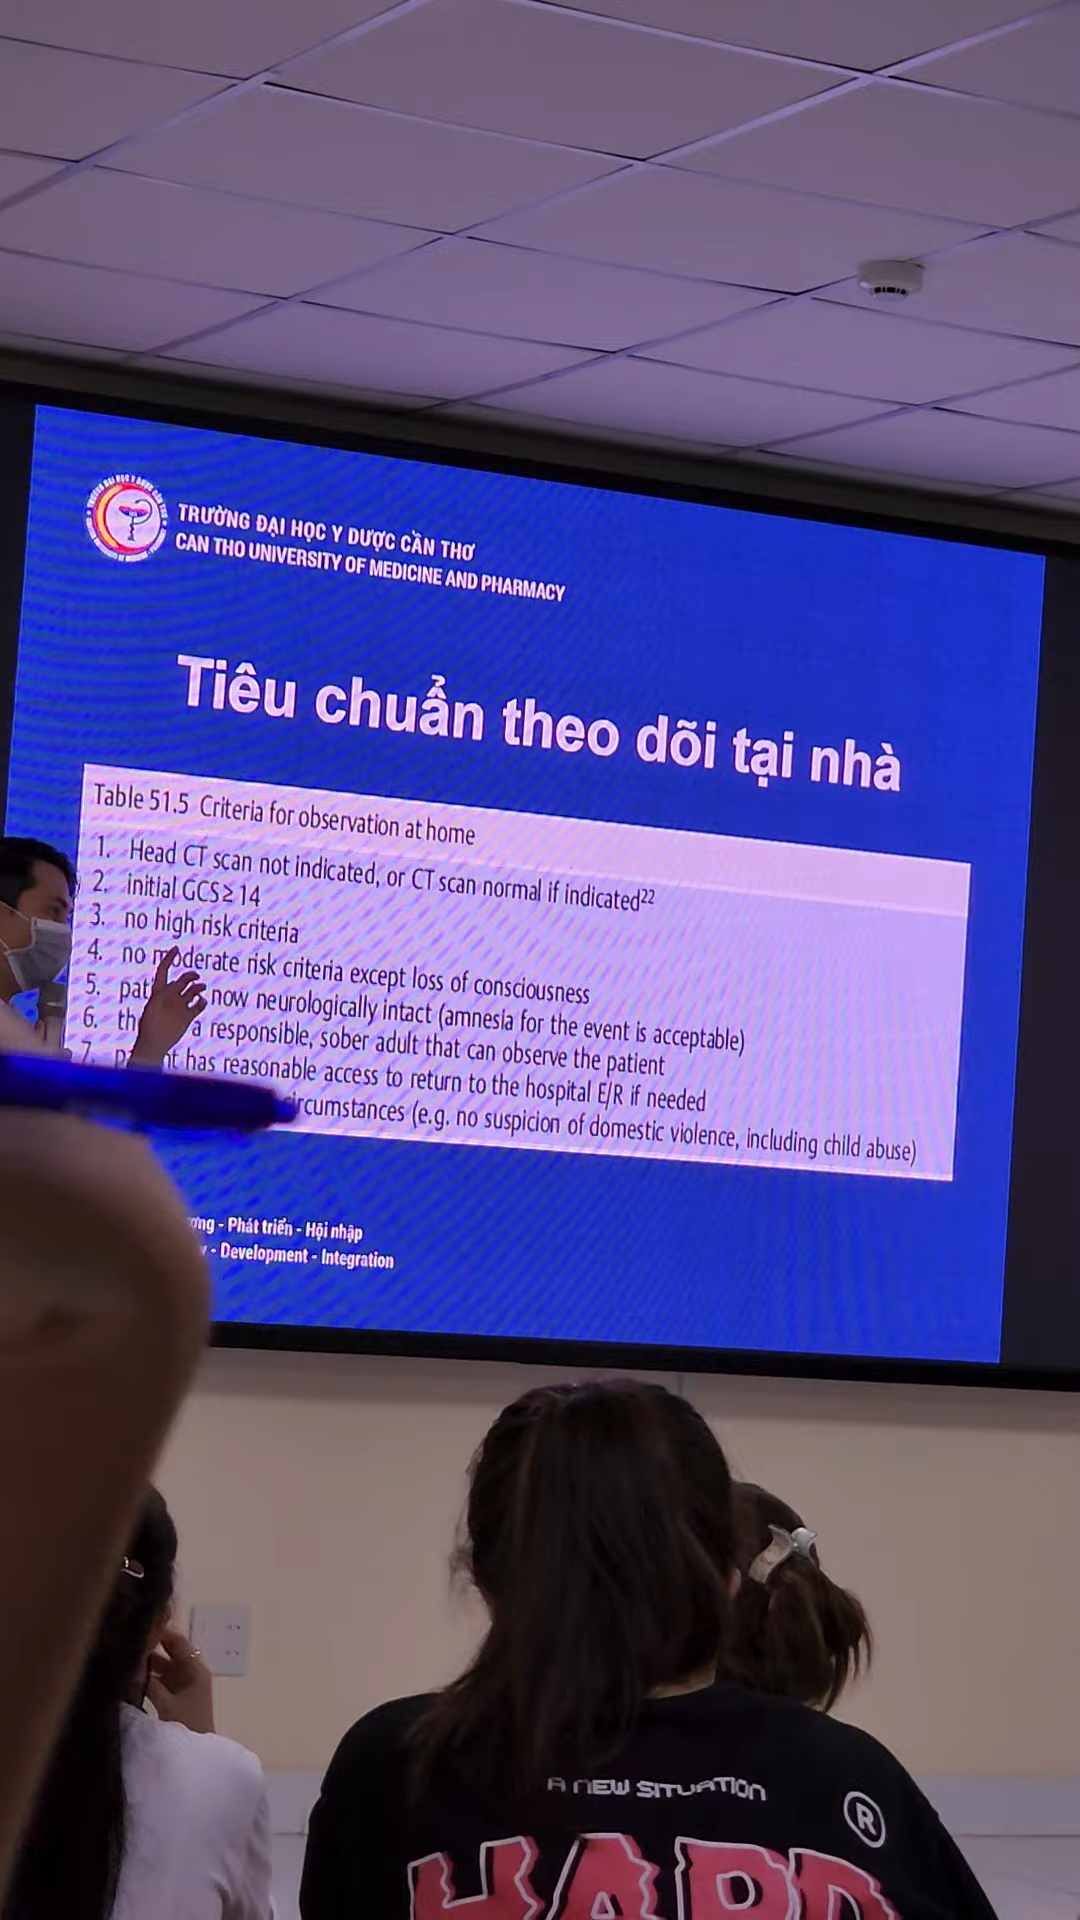 TRƯỜNG ĐẠI HỌC Y DƯỢC CẦN THƠ
CAN THO UNIVERSITY OF MEDICINE AND PHARMACY
Tiêu chuẩn theo dõi tại nhà
Table 51.5 Criteria for observation at home
1. Head CT scan not indicated, or CT scan normal if indicated22
2. initial GCS ≥ 14
3. no high risk criteria
4. no moderate risk criteria except loss of consciousness
5. now neurologically intact (amnesia for the event is acceptable)
6. a responsible, sober adult that can observe the patient
7. has reasonable access to return to the hospital E/R if needed
(e.g. no suspicion of domestic violence, including child abuse)
- Phát triển - Hội nhập
- Development - Integration
A NEW SITUATION
®
HARD